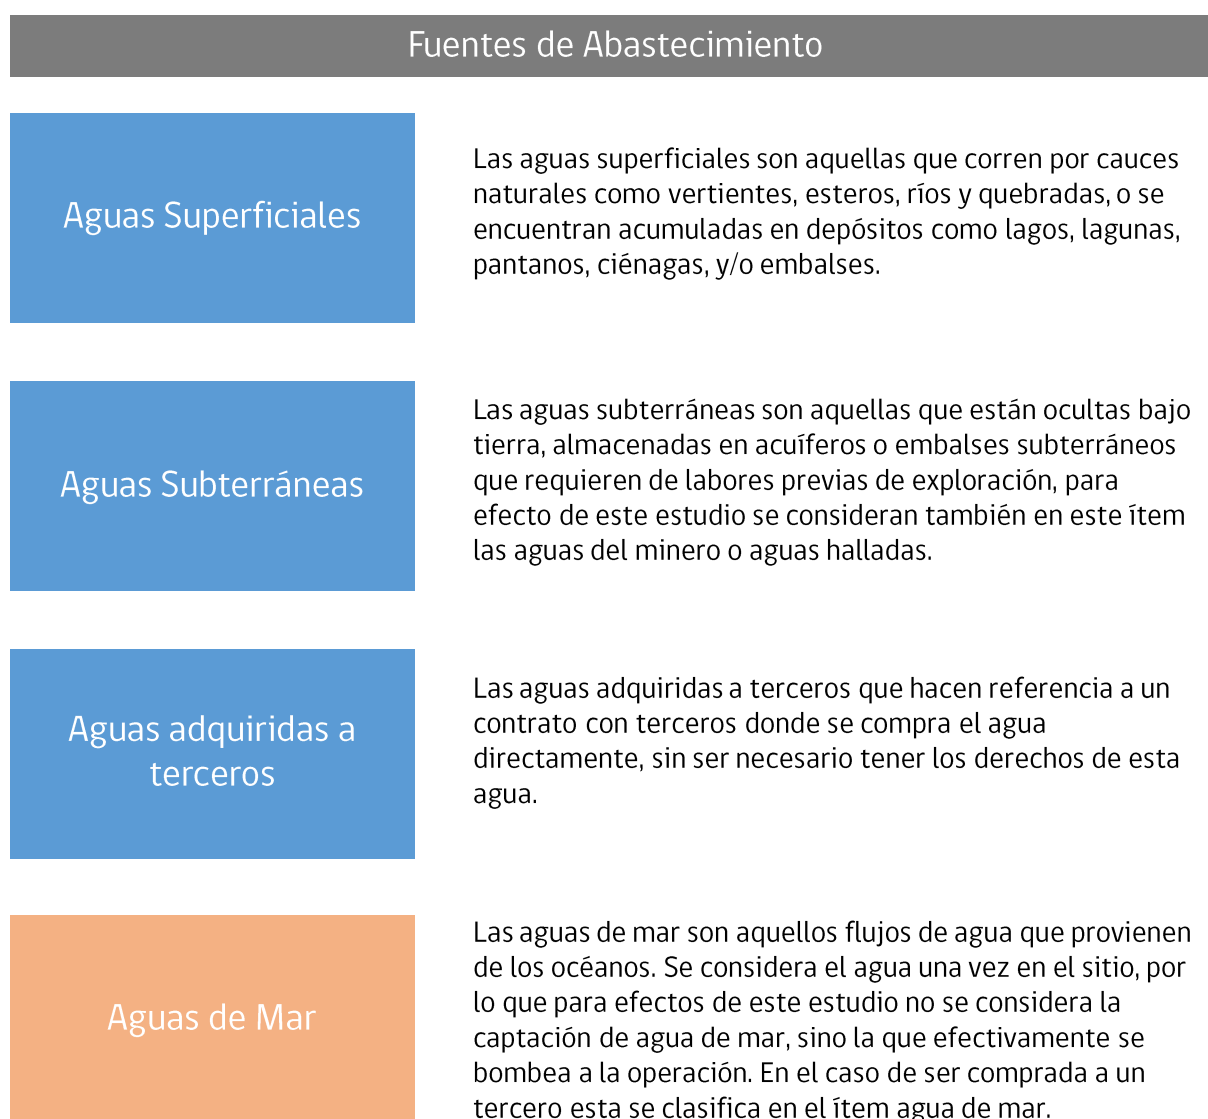 Fuentes de Abastecimiento
Aguas Superficiales
Las aguas superficiales son aquellas que corren por cauces
naturales como vertientes, esteros, ríos y quebradas, o se
encuentran acumuladas en depósitos como lagos, lagunas,
pantanos, ciénagas, y/o embalses.
Aguas Subterráneas
Las aguas subterráneas son aquellas que están ocultas bajo
tierra, almacenadas en acuíferos o embalses subterráneos
que requieren de labores previas de exploración, para
efecto de este estudio se consideran también en este ítem
las aguas del minero o aguas halladas.
Aguas adquiridas a
terceros
Las aguas adquiridas a terceros que hacen referencia a un
contrato con terceros donde se compra el agua
directamente, sin ser necesario tener los derechos de esta
agua.
Aguas de Mar
Las aguas de mar son aquellos flujos de agua que provienen
de los océanos. Se considera el agua una vez en el sitio, por
lo que para efectos de este estudio no se considera la
captación de agua de mar, sino la que efectivamente se
bombea a la operación. En el caso de ser comprada a un
tercero esta se clasifica en el ítem agua de mar.